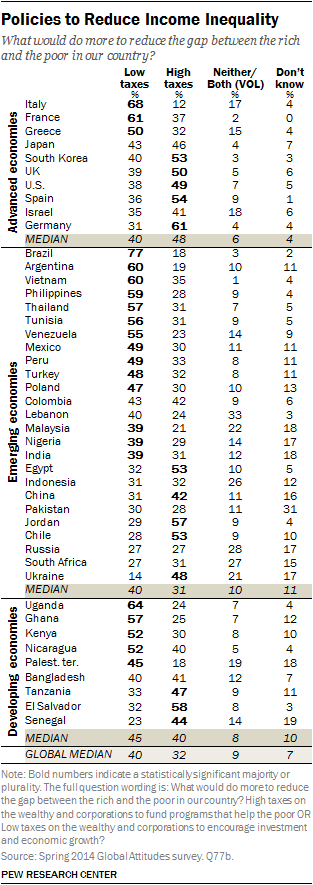 Policies to Reduce Income Inequality
What would do more to reduce the gap between the rich
and the poor in our country?
Low taxes High taxes Neither/ Both (VOL) Don't know
% % % %
Advanced economies
Italy 68 12 17 4
France 61 37 2 0
Greece 50 32 15 4
Japan 43 46 4 7
South Korea 40 53 3 3
UK 39 50 5 6
U.S. 38 49 7 5
Spain 36 54 9 1
Israel 35 41 18 6
Germany 31 61 4 4
MEDIAN 40 48 6 4
Emerging economies
Brazil 77 18 3 2
Argentina 60 19 10 11
Vietnam 60 35 1 4
Philippines 59 28 9 4
Thailand 57 31 7 5
Tunisia 56 31 9 5
Venezuela 55 23 14 9
Mexico 49 30 11 11
Peru 49 33 8 11
Turkey 48 32 8 11
Poland 47 30 10 13
Colombia 43 42 9 6
Lebanon 40 24 33 3
Malaysia 39 21 22 18
Nigeria 39 29 14 17
India 39 31 12 18
Egypt 32 53 10 5
Indonesia 31 32 26 12
China 31 42 11 16
Pakistan 30 28 11 31
Jordan 29 57 9 4
Chile 28 53 9 10
Russia 27 27 28 17
South Africa 27 31 27 15
Ukraine 14 48 21 17
MEDIAN 40 31 10 11
Developing economies
Uganda 64 24 7 4
Ghana 57 25 7 12
Kenya 52 30 8 10
Nicaragua 52 40 5 4
Palest. ter. 45 18 19 18
Bangladesh 40 41 12 7
Tanzania 33 47 9 11
El Salvador 32 58 8 3
Senegal 23 44 14 19
MEDIAN 45 40 8 10
GLOBAL MEDIAN 40 32 9 7
Note: Bold numbers indicate a statistically significant majority or
plurality. The full question wording is: What would do more to reduce
the gap between the rich and the poor in our country? High taxes on
the wealthy and corporations to fund programs that help the poor OR
Low taxes on the wealthy and corporations to encourage investment
and economic growth?
Source: Spring 2014 Global Attitudes survey. Q77b.
PEW RESEARCH CENTER